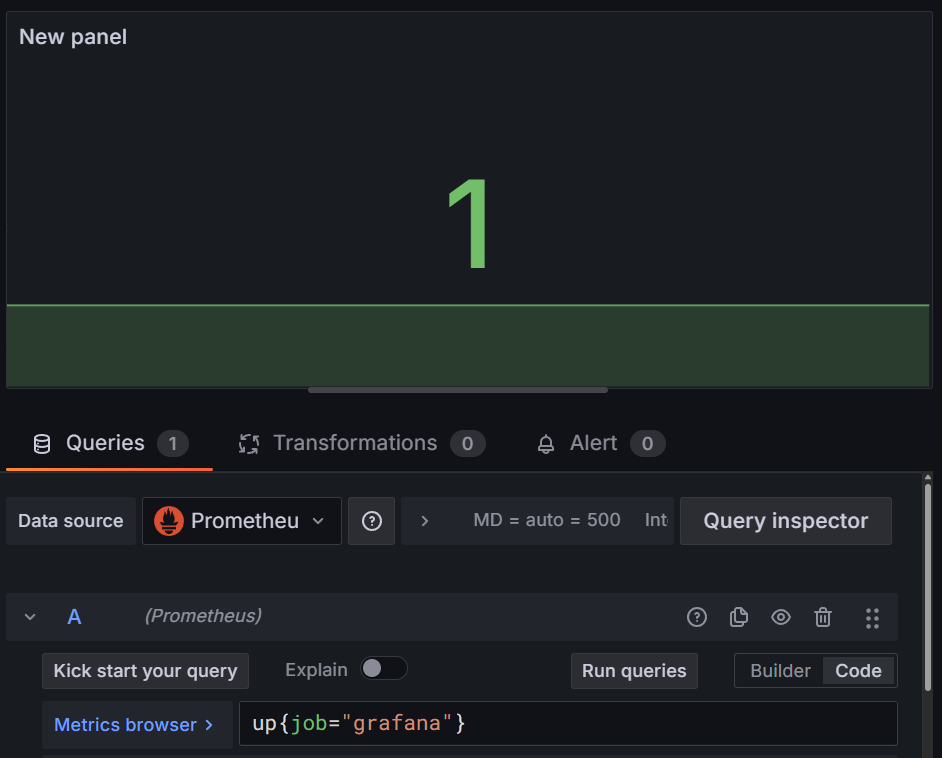 New panel
1
Queries 1 Transformations 0 Alert 0
Data source Prometheu MD = auto = 500 Int Query inspector
A (Prometheus)
Kick start your query Explain Run queries Builder Code
Metrics browser > up{job="grafana"}